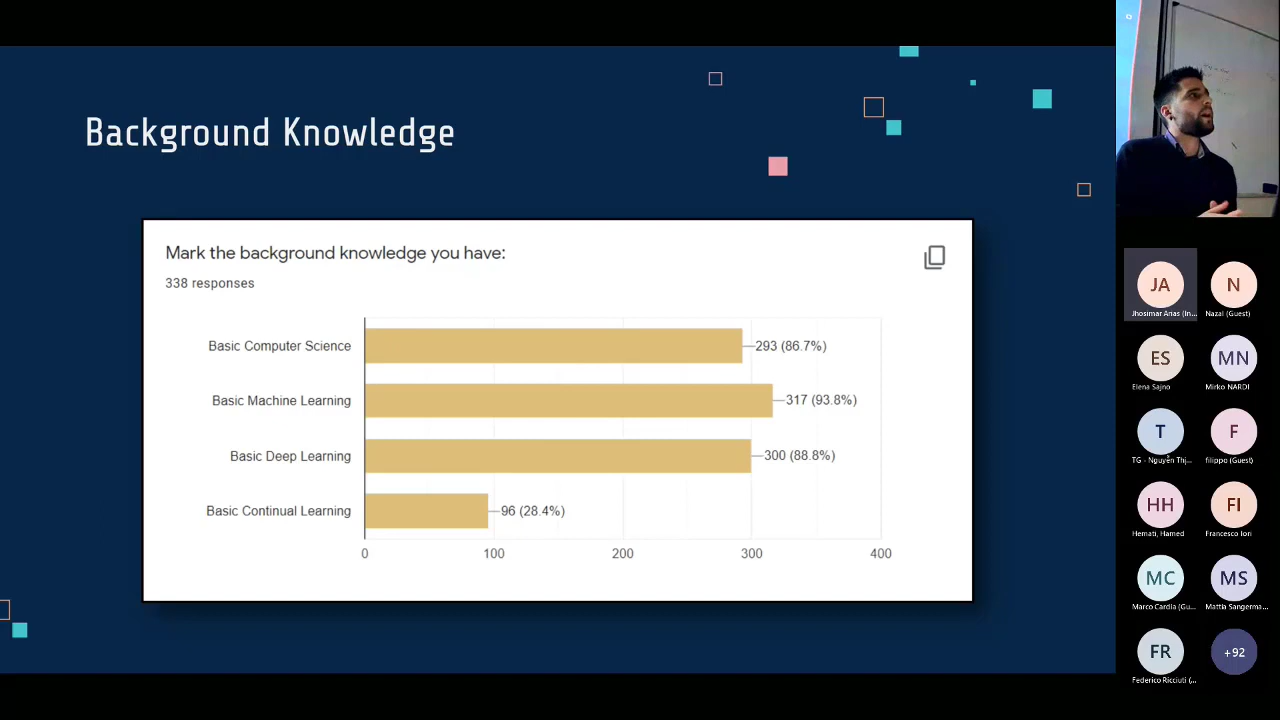 Background Knowledge
Mark the background knowledge you have:
338 responses
Basic Computer Science
293 (86.7%)
Basic Machine Learning
317 (93.8%)
Basic Deep Learning
300 (88.8%)
Basic Continual Learning
96 (28.4%)
0 100 200 300 400
JA
N
Jhosimar Arias (In...
Nazal (Guest)
ES
MN
Elena Sajno
Mirko NARDI
T
F
TG - Nguyễn Thị...
filippo (Guest)
HH
FI
Hemati, Hamed
Francesco Iori
MC
MS
Marco Cardia (Gu...
Mattia Sangerma...
FR
+92
Federico Ricciuti (...